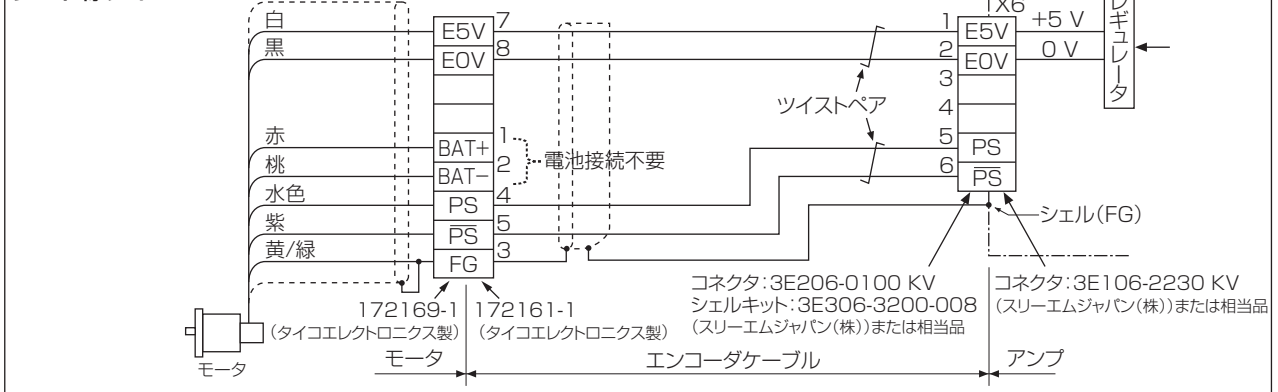 X6
レギュレータ
白 E5V 7 1 E5V +5 V
黒 E0V 8 2 E0V 0 V
3
ツイストペア
4
赤 BAT+ 1 5 PS
電池接続不要
桃 BAT− 2 6 P̅S̅
水色 PS 4
紫 P̅S̅ 5
シェル(FG)
黄/緑 FG 3
コネクタ:3E206-0100 KV
シェルキット:3E306-3200-008
(スリーエムジャパン(株))または相当品
コネクタ:3E106-2230 KV
(スリーエムジャパン(株))または相当品
172169-1
(タイコエレクトロニクス製)
172161-1
(タイコエレクトロニクス製)
モータ
モータ
エンコーダケーブル
アンプ